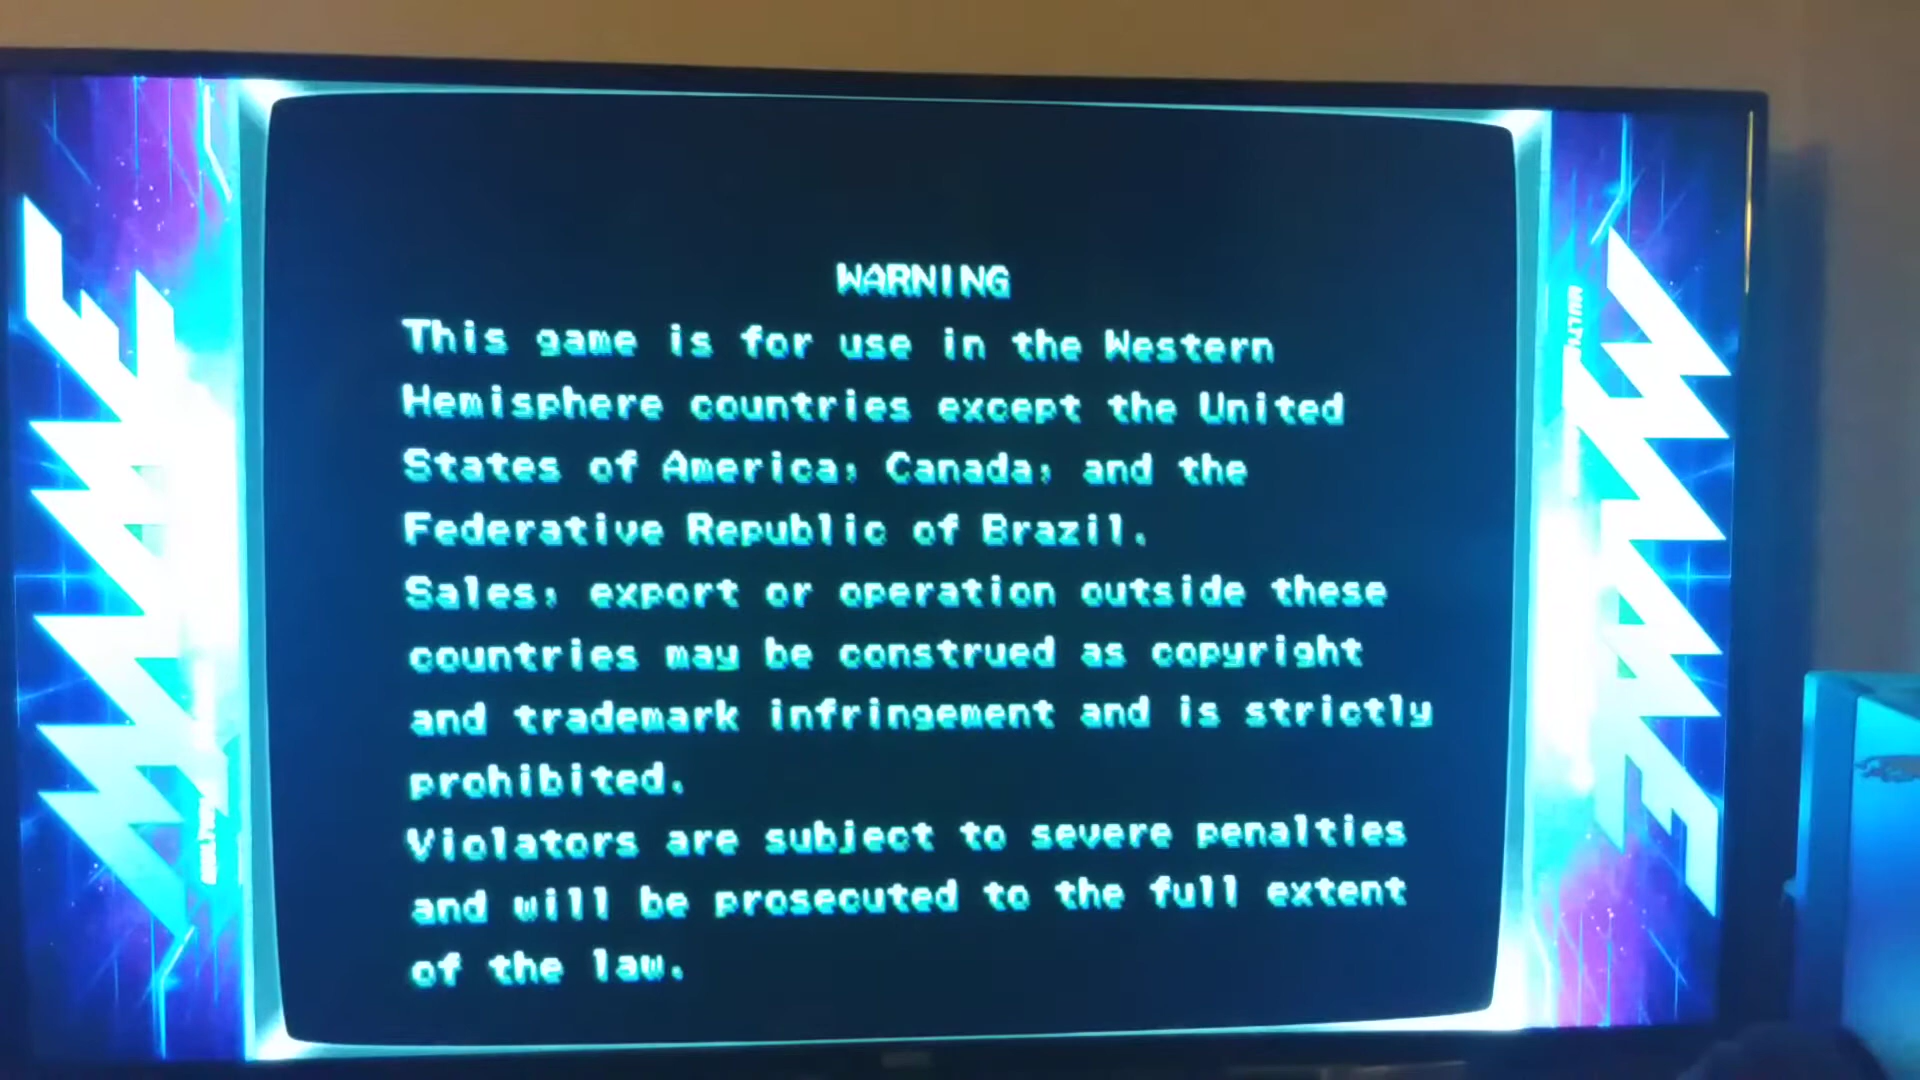 WARNING
This game is for use in the Western
Hemisphere countries except the United
States of America, Canada, and the
Federative Republic of Brazil.
Sales, export or operation outside these
countries may be construed as copyright
and trademark infringement and is strictly
prohibited.
Violators are subject to severe penalties
and will be prosecuted to the full extent
of the law.
MAME
MAME